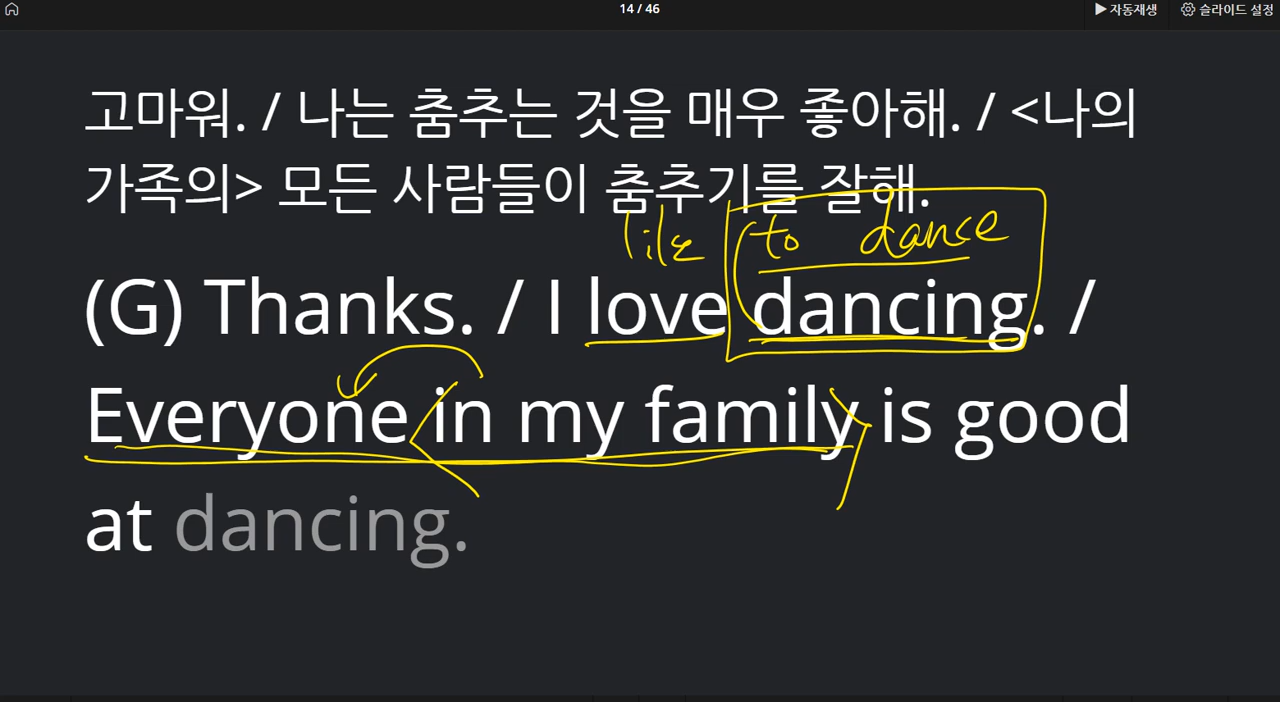 14 / 46
▶ 자동재생
슬라이드 설정
고마워. / 나는 춤추는 것을 매우 좋아해. / <나의
가족의> 모든 사람들이 춤추기를 잘해.
like to dance
(G) Thanks. / I love dancing. /
Everyone in my family is good
at dancing.